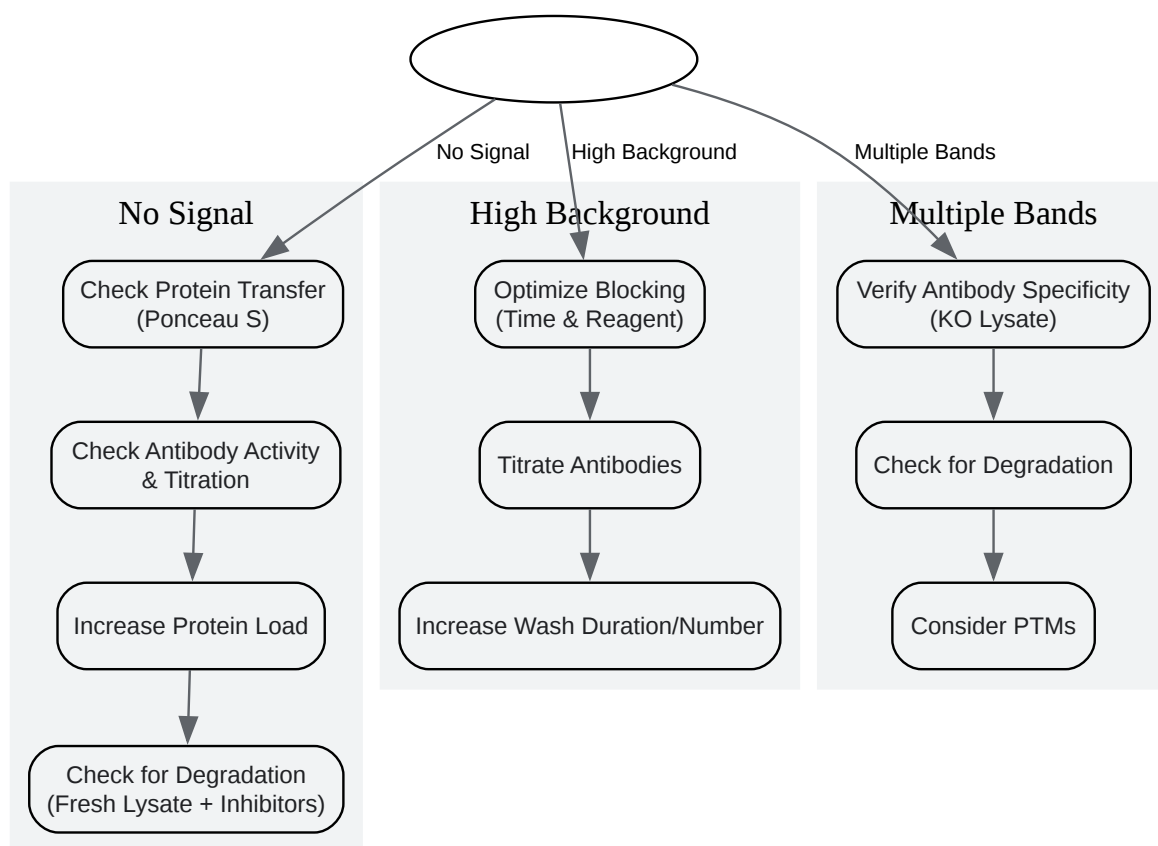 No Signal
High Background
Multiple Bands
No Signal
Check Protein Transfer
(Ponceau S)
Check Antibody Activity
& Titration
Increase Protein Load
Check for Degradation
(Fresh Lysate + Inhibitors)
High Background
Optimize Blocking
(Time & Reagent)
Titrate Antibodies
Increase Wash Duration/Number
Multiple Bands
Verify Antibody Specificity
(KO Lysate)
Check for Degradation
Consider PTMs